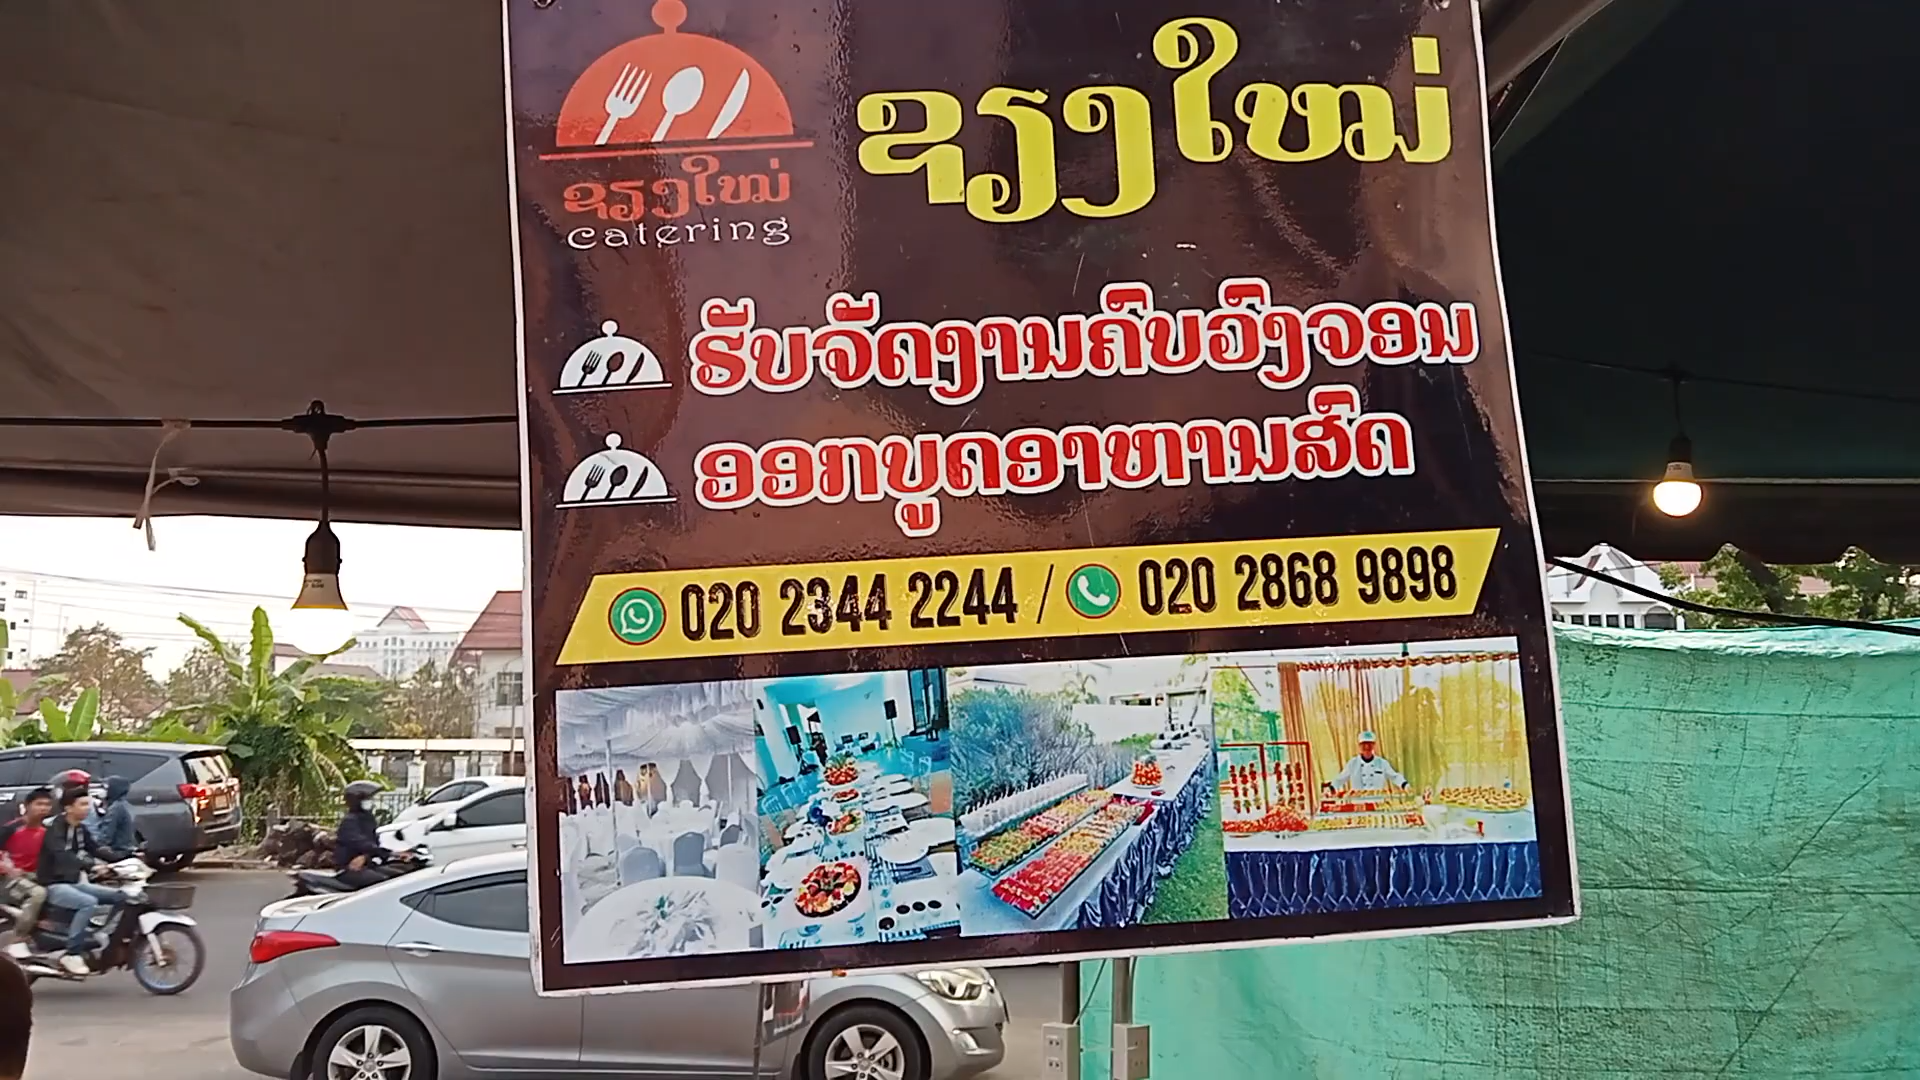 ຊຽງໃໝ່
catering
ຊຽງໃໝ່
ຮັບຈັດງານຄົບວົງຈອມ
ອອກບູດອາຫານສົດ
020 2344 2244 / 020 2868 9898